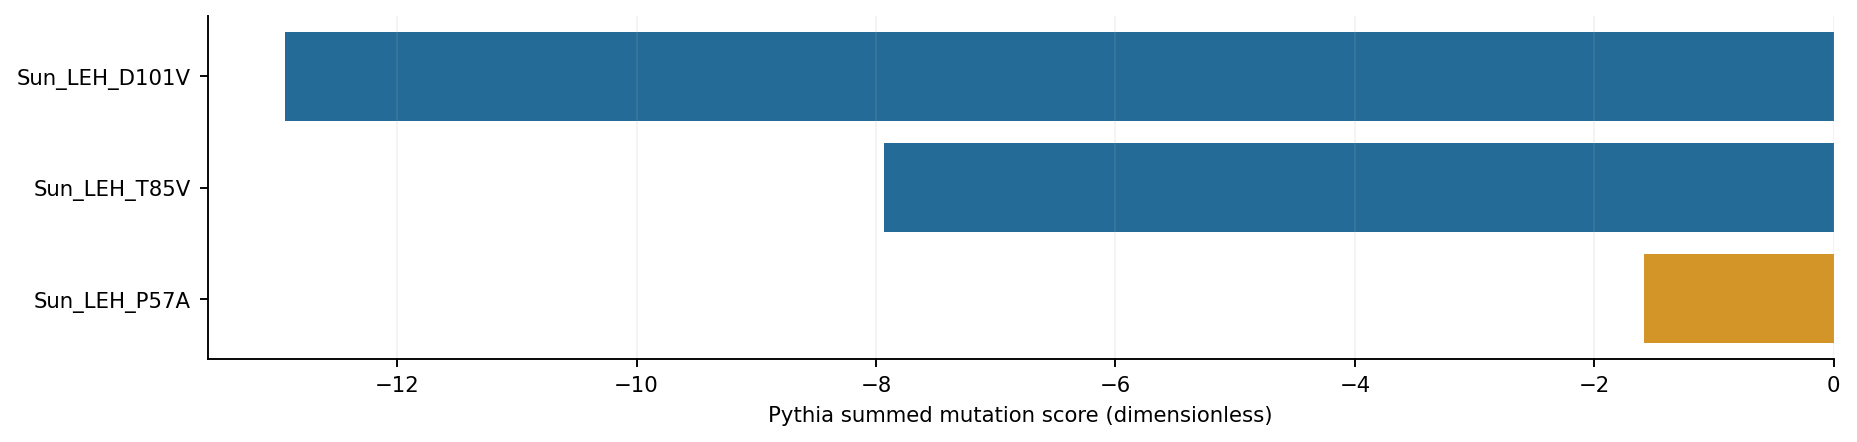 Sun_LEH_D101V
Sun_LEH_T85V
Sun_LEH_P57A
−12 −10 −8 −6 −4 −2 0
Pythia summed mutation score (dimensionless)